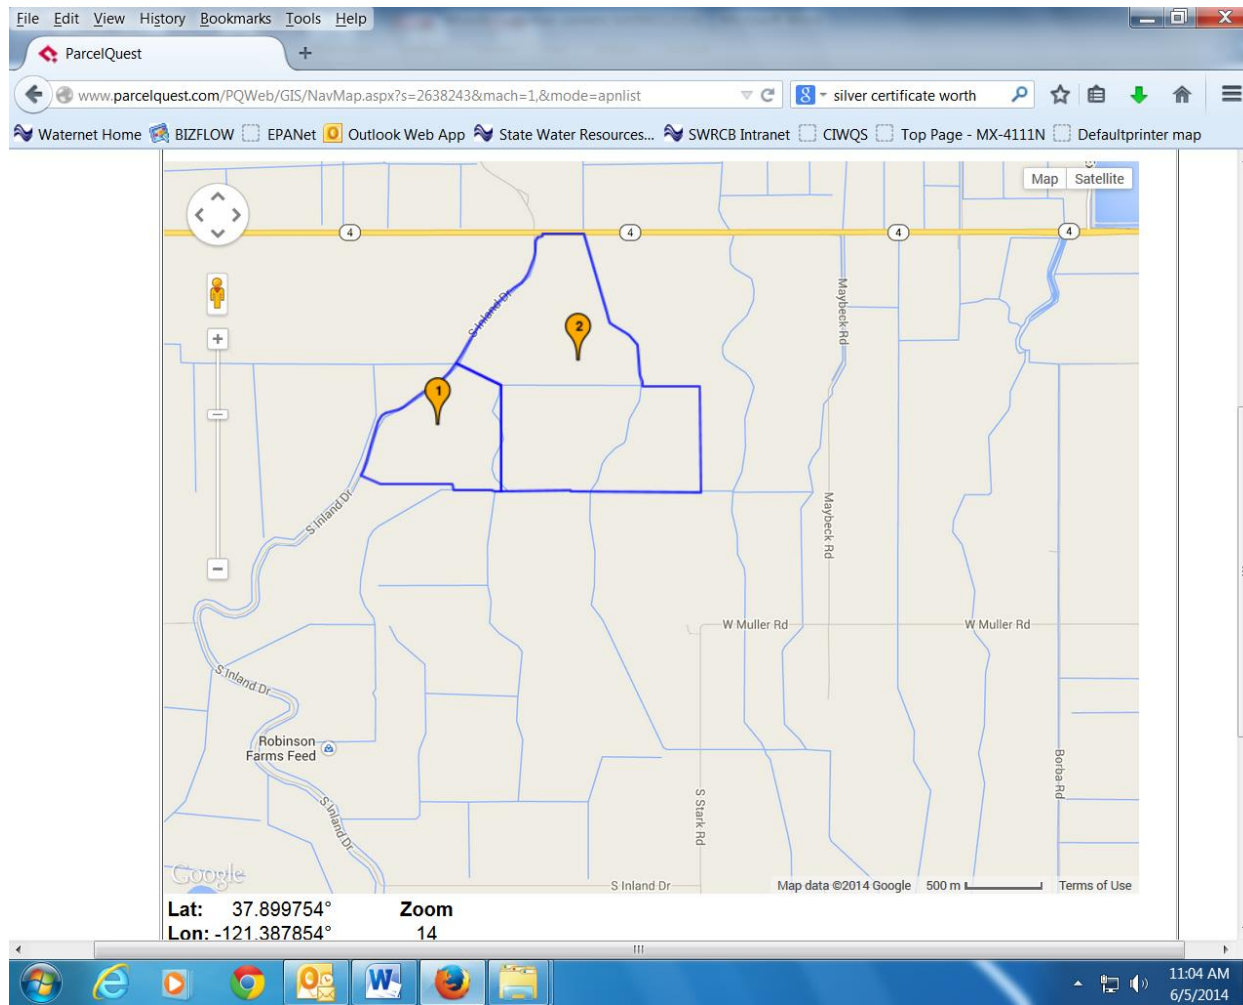 File Edit View History Bookmarks Tools Help
ParcelQuest
+
www.parcelquest.com/PQWeb/GIS/NavMap.aspx?s=2638243&mach=1,&mode=apnlist
8 silver certificate worth
Waternet Home BIZFLOW EPANet Outlook Web App State Water Resources... SWRCB Intranet CIWQS Top Page - MX-4111N Defaultprinter map
Map Satellite
4 4 4 4
S Inland Dr
Maybeck Rd
2
1
S Inland Dr
Maybeck Rd
W Muller Rd W Muller Rd
S Inland Dr
Robinson
Farms Feed
Borba Rd
S Inland Dr
S Stark Rd
Google
S Inland Dr
Map data ©2014 Google 500 m Terms of Use
Lat: 37.899754° Zoom
Lon: -121.387854° 14
11:04 AM
6/5/2014